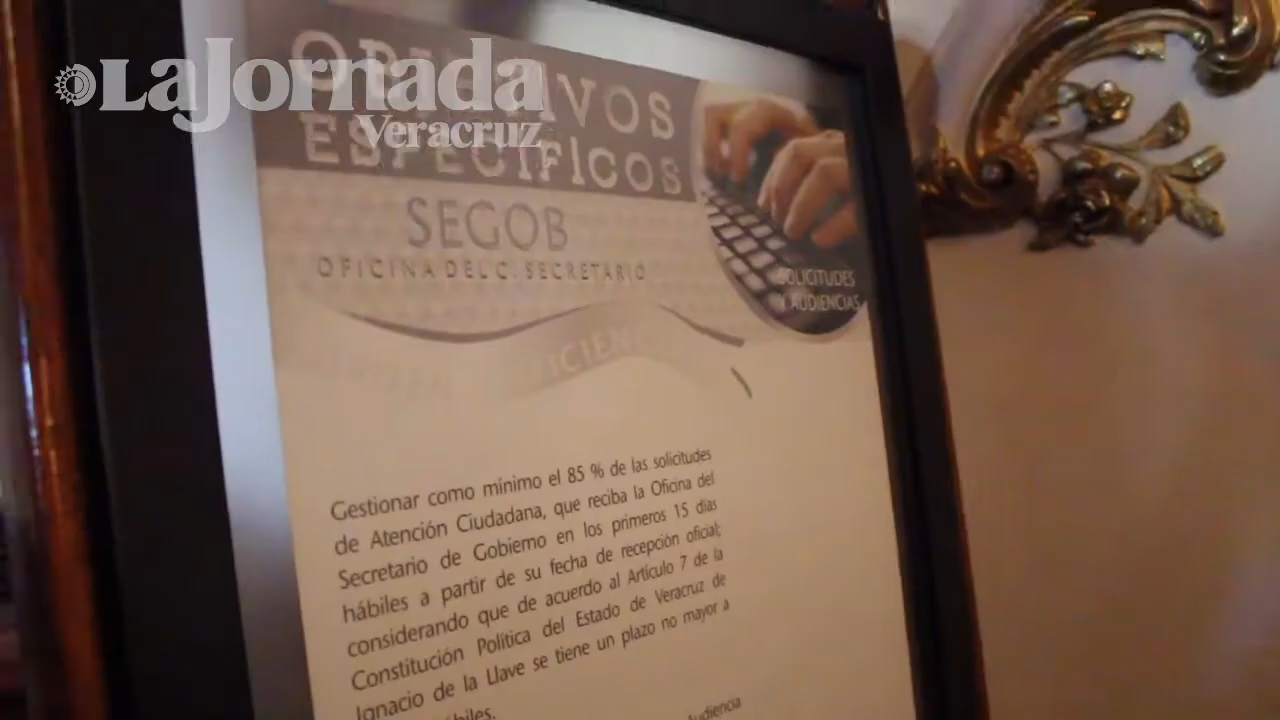 La Jornada
Veracruz
ESPECÍFICOS
SEGOB
OFICINA DEL C. SECRETARIO
SOLICITUDES
Y AUDIENCIAS
Gestionar como mínimo el 85 % de las solicitudes
de Atención Ciudadana, que reciba la Oficina del
Secretario de Gobierno en los primeros 15 días
hábiles a partir de su fecha de recepción oficial;
considerando que de acuerdo al Artículo 7 de la
Constitución Política del Estado de Veracruz de
Ignacio de la Llave se tiene un plazo no mayor a
Audiencia